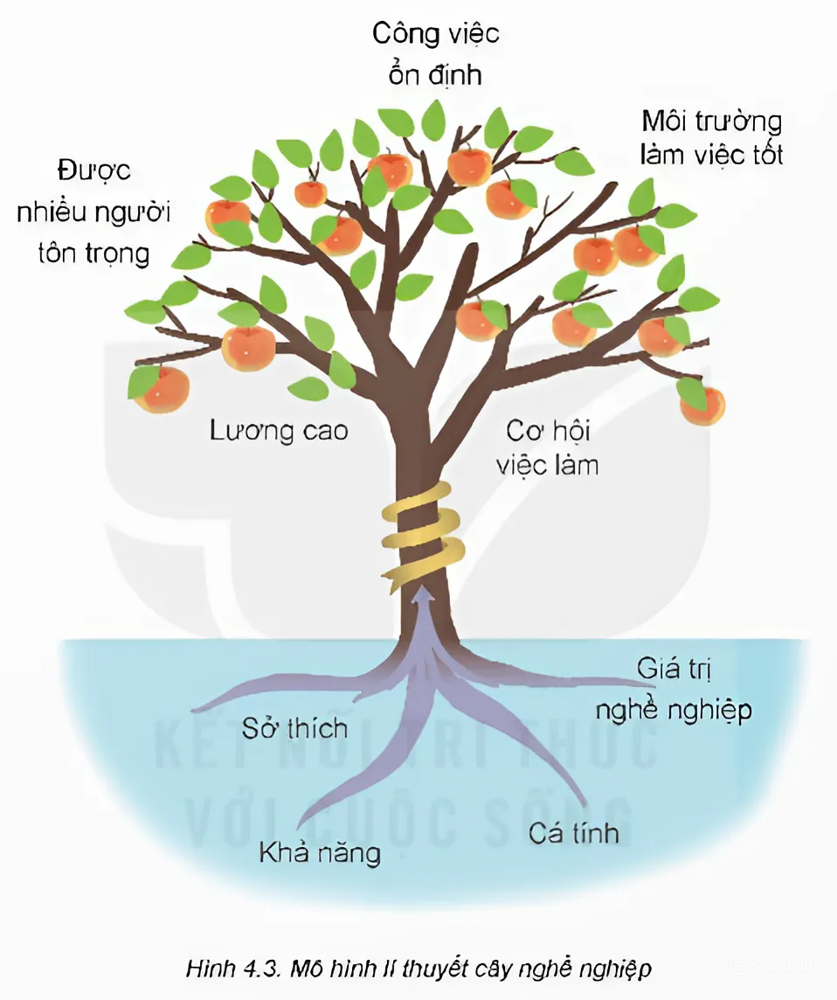 Công việc
ổn định
Môi trường
làm việc tốt
Được
nhiều người
tôn trọng
Lương cao
Cơ hội
việc làm
Giá trị
nghề nghiệp
Sở thích
KẾT NỐI TRI THỨC
VỚI CUỘC SỐNG
Cá tính
Khả năng
Hình 4.3. Mô hình lí thuyết cây nghề nghiệp